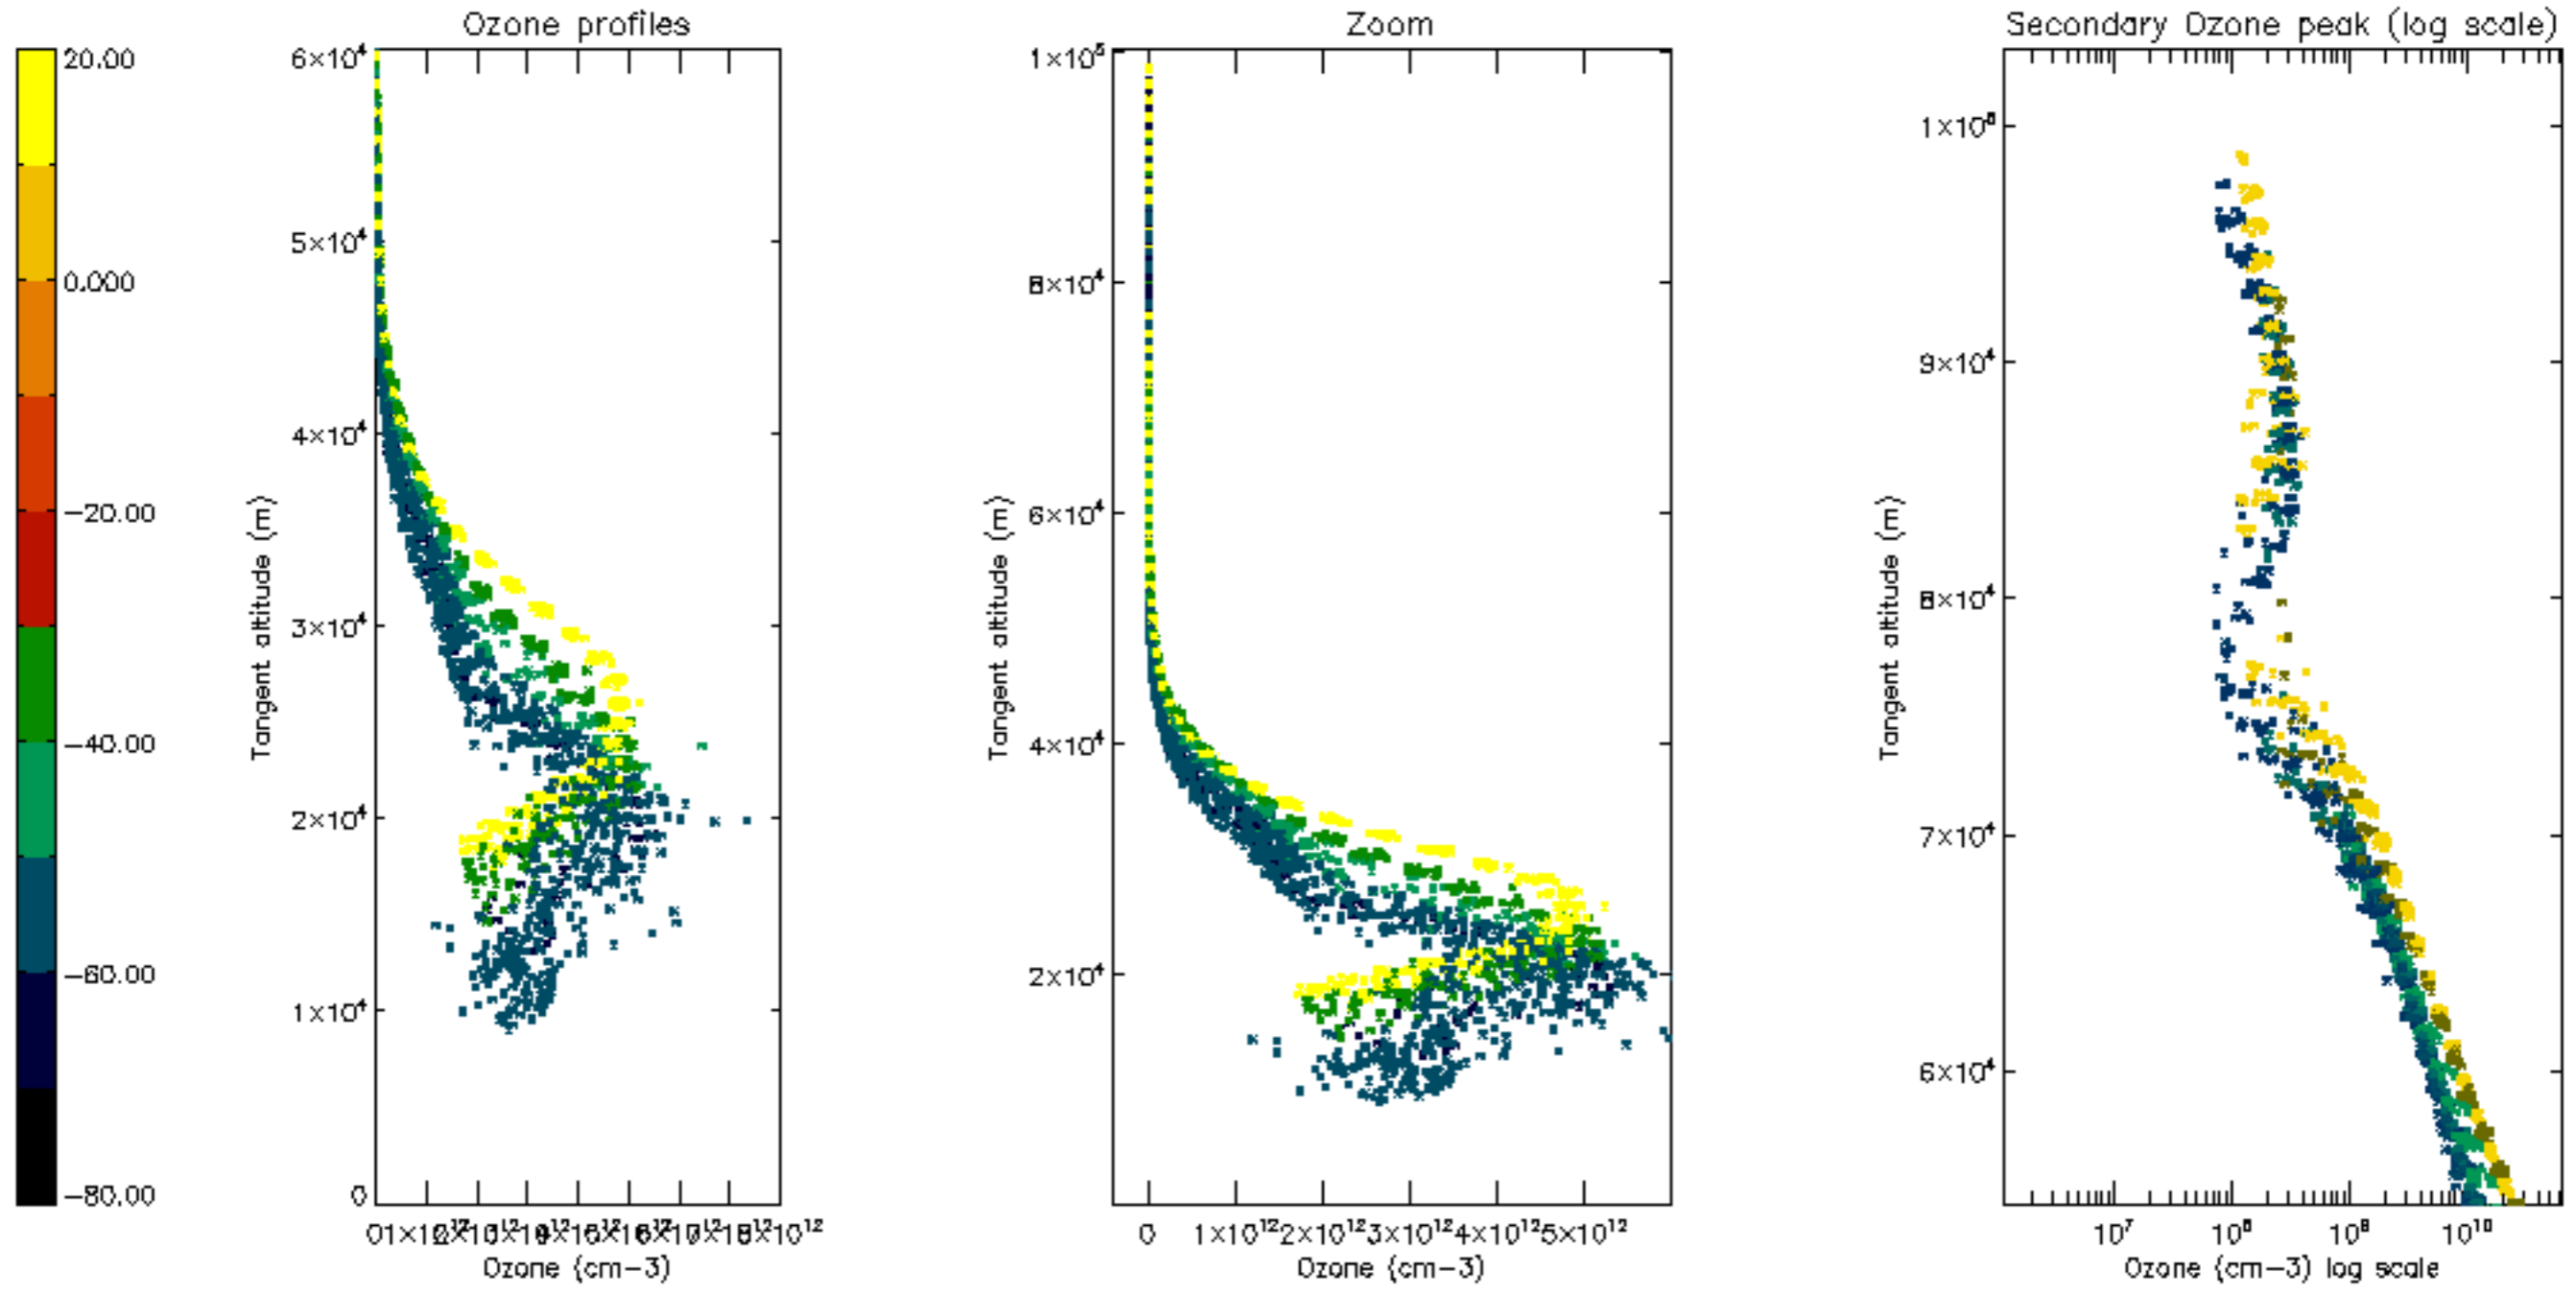 Ozone profiles
Zoom
Secondary Ozone peak (log scale)
20.00
0.000
−20.00
−40.00
−60.00
−80.00
6×10⁴
5×10⁴
4×10⁴
3×10⁴
2×10⁴
1×10⁴
0
Tangent altitude (m)
Ozone (cm−3)
1×10⁵
8×10⁴
6×10⁴
4×10⁴
2×10⁴
Tangent altitude (m)
0 1×10¹² 2×10¹² 3×10¹² 4×10¹² 5×10¹²
Ozone (cm−3)
1×10⁵
9×10⁴
8×10⁴
7×10⁴
6×10⁴
Tangent altitude (m)
10⁷ 10⁸ 10⁹ 10¹⁰
Ozone (cm−3) log scale